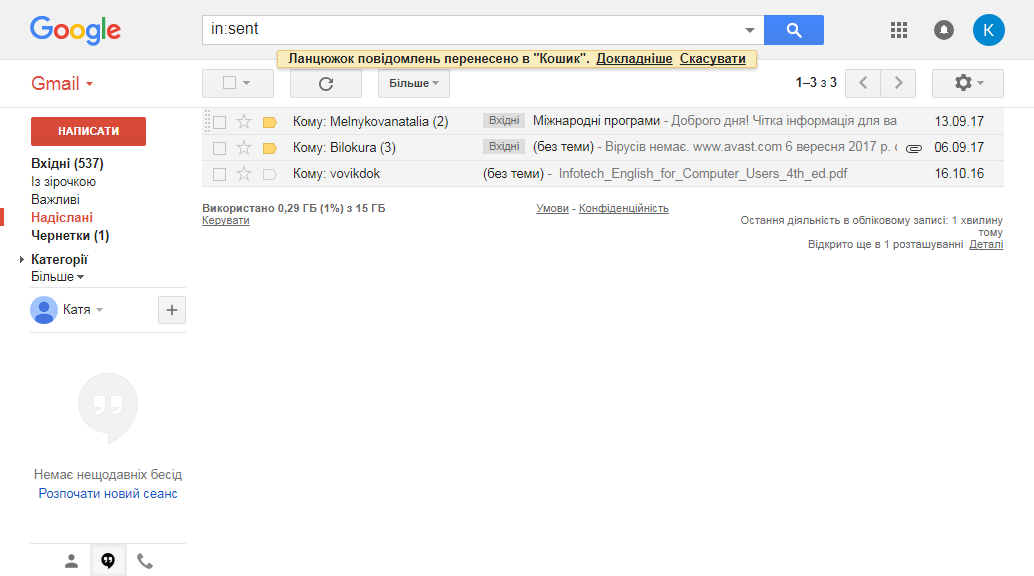 Google
in:sent
K
Ланцюжок повідомлень перенесено в "Кошик". Докладніше Скасувати
Gmail
Більше
1–3 з 3
НАПИСАТИ
Вхідні (537)
Із зірочкою
Важливі
Надіслані
Чернетки (1)
Категорії
Більше
Катя
Немає нещодавніх бесід
Розпочати новий сеанс
Кому: Melnykovanatalia (2) Вхідні Міжнародні програми - Доброго дня! Чітка інформація для ва 13.09.17
Кому: Bilokura (3) Вхідні (без теми) - Вірусів немає. www.avast.com 6 вересня 2017 р. с 06.09.17
Кому: vovikdok (без теми) - Infotech_English_for_Computer_Users_4th_ed.pdf 16.10.16
Використано 0,29 ГБ (1%) з 15 ГБ
Керувати
Умови - Конфіденційність
Остання діяльність в обліковому записі: 1 хвилину
тому
Відкрито ще в 1 розташуванні Деталі